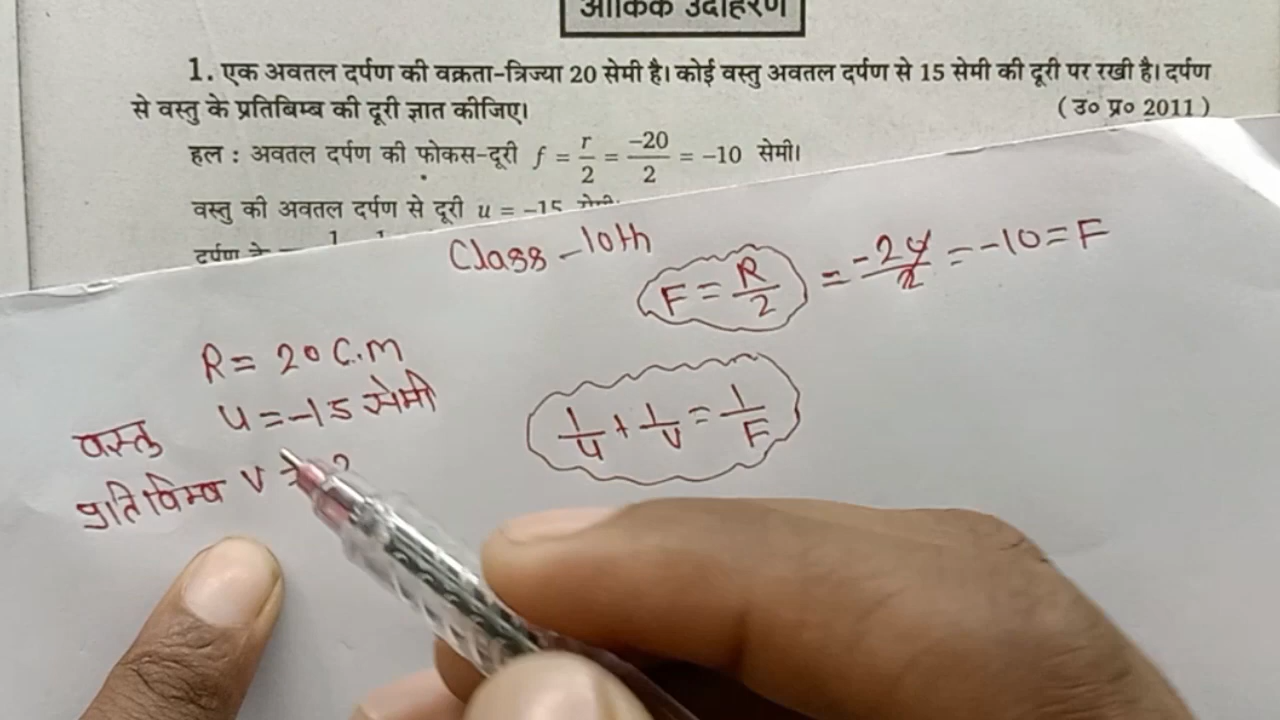 आंकिक उदाहरण
1. एक अवतल दर्पण की वक्रता-त्रिज्या 20 सेमी है। कोई वस्तु अवतल दर्पण से 15 सेमी की दूरी पर रखी है। दर्पण
से वस्तु के प्रतिबिम्ब की दूरी ज्ञात कीजिए। (उ० प्र० 2011)
हल : अवतल दर्पण की फोकस-दूरी f = r/2 = -20/2 = -10 सेमी।
वस्तु की अवतल दर्पण से दूरी u = -15
दर्पण के
Class - 10th
F = R/2 = -20/2 = -10 = F
R = 20 C.M
वस्तु u = -15 सेमी
प्रतिबिम्ब v = ?
1/u + 1/v = 1/F